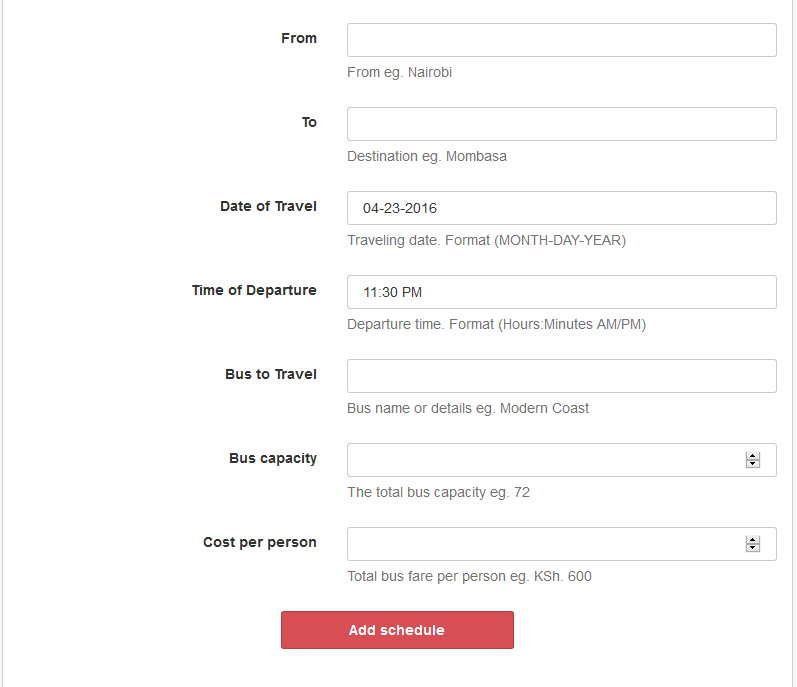 From
From eg. Nairobi
To
Destination eg. Mombasa
Date of Travel
04-23-2016
Traveling date. Format (MONTH-DAY-YEAR)
Time of Departure
11:30 PM
Departure time. Format (Hours:Minutes AM/PM)
Bus to Travel
Bus name or details eg. Modern Coast
Bus capacity
The total bus capacity eg. 72
Cost per person
Total bus fare per person eg. KSh. 600
Add schedule